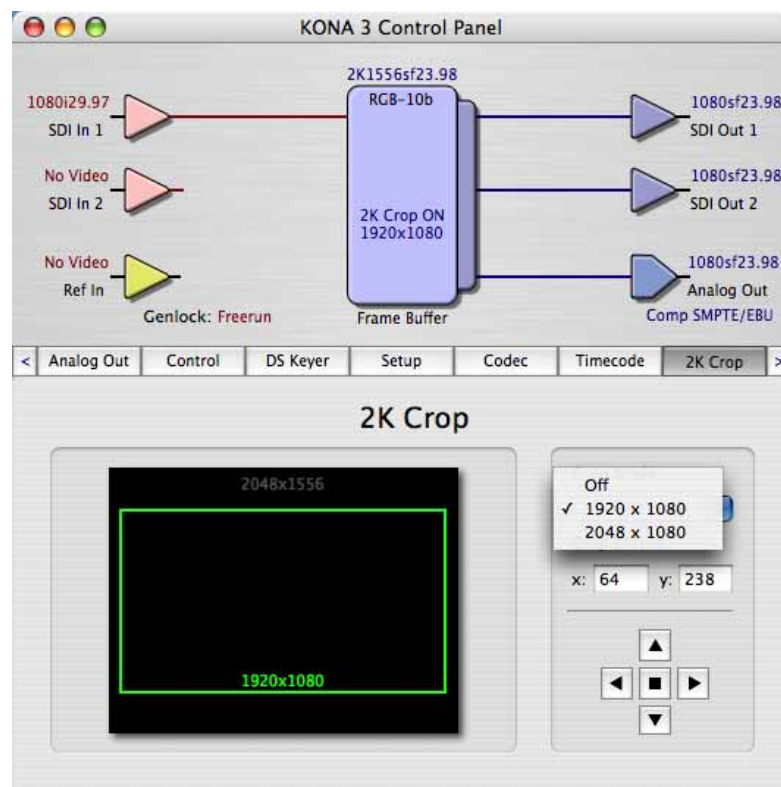 KONA 3 Control Panel
2K1556sf23.98
RGB-10b
1080i29.97
SDI In 1
1080sf23.98
SDI Out 1
No Video
SDI In 2
2K Crop ON
1920x1080
1080sf23.98
SDI Out 2
No Video
Ref In
1080sf23.98
Analog Out
Genlock: Freerun
Frame Buffer
Comp SMPTE/EBU
< Analog Out Control DS Keyer Setup Codec Timecode 2K Crop >
2K Crop
2048x1556
1920x1080
Off
✓ 1920 x 1080
2048 x 1080
x: 64 y: 238